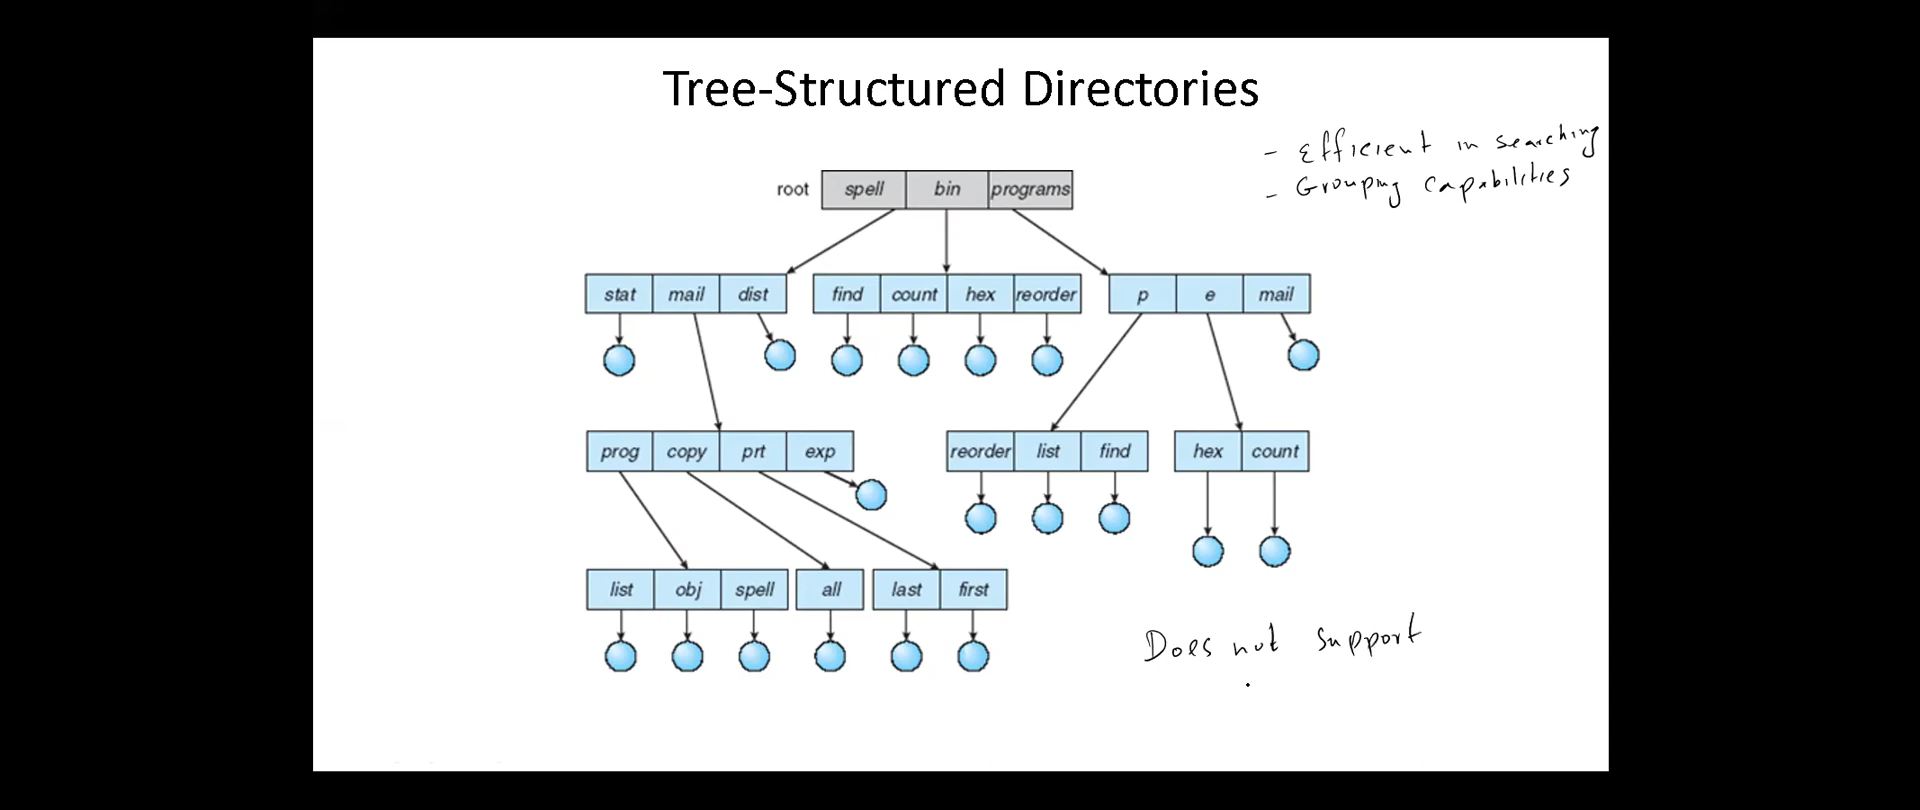 Tree-Structured Directories
- Efficient in searching
- Grouping capabilities
root spell bin programs
stat mail dist find count hex reorder p e mail
prog copy prt exp reorder list find hex count
list obj spell all last first
Does not support